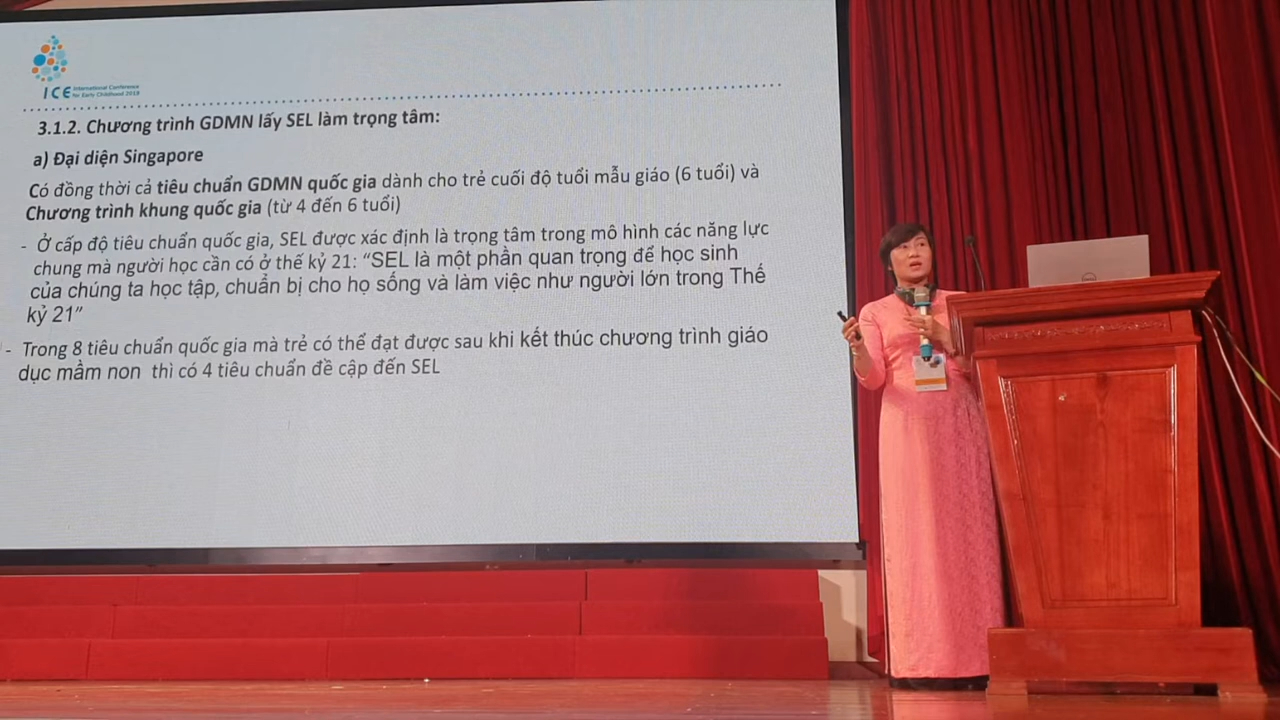 ICE International Conference
for Early Childhood 2019
3.1.2. Chương trình GDMN lấy SEL làm trọng tâm:
a) Đại diện Singapore
Có đồng thời cả tiêu chuẩn GDMN quốc gia dành cho trẻ cuối độ tuổi mẫu giáo (6 tuổi) và
Chương trình khung quốc gia (từ 4 đến 6 tuổi)
- Ở cấp độ tiêu chuẩn quốc gia, SEL được xác định là trọng tâm trong mô hình các năng lực
chung mà người học cần có ở thế kỷ 21: “SEL là một phần quan trọng để học sinh
của chúng ta học tập, chuẩn bị cho họ sống và làm việc như người lớn trong Thế
kỷ 21”
- Trong 8 tiêu chuẩn quốc gia mà trẻ có thể đạt được sau khi kết thúc chương trình giáo
dục mầm non thì có 4 tiêu chuẩn đề cập đến SEL